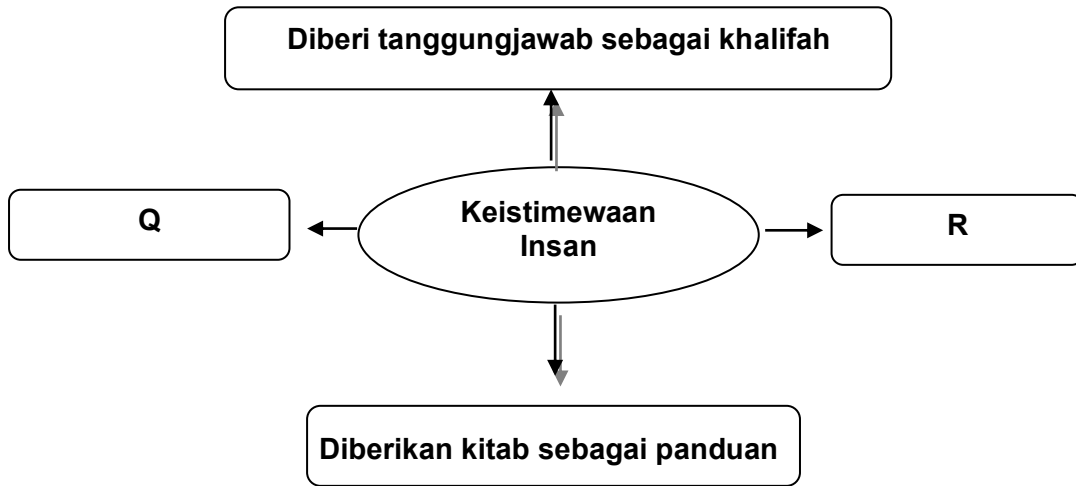 Diberi tanggungjawab sebagai khalifah
Q
Keistimewaan
Insan
R
Diberikan kitab sebagai panduan